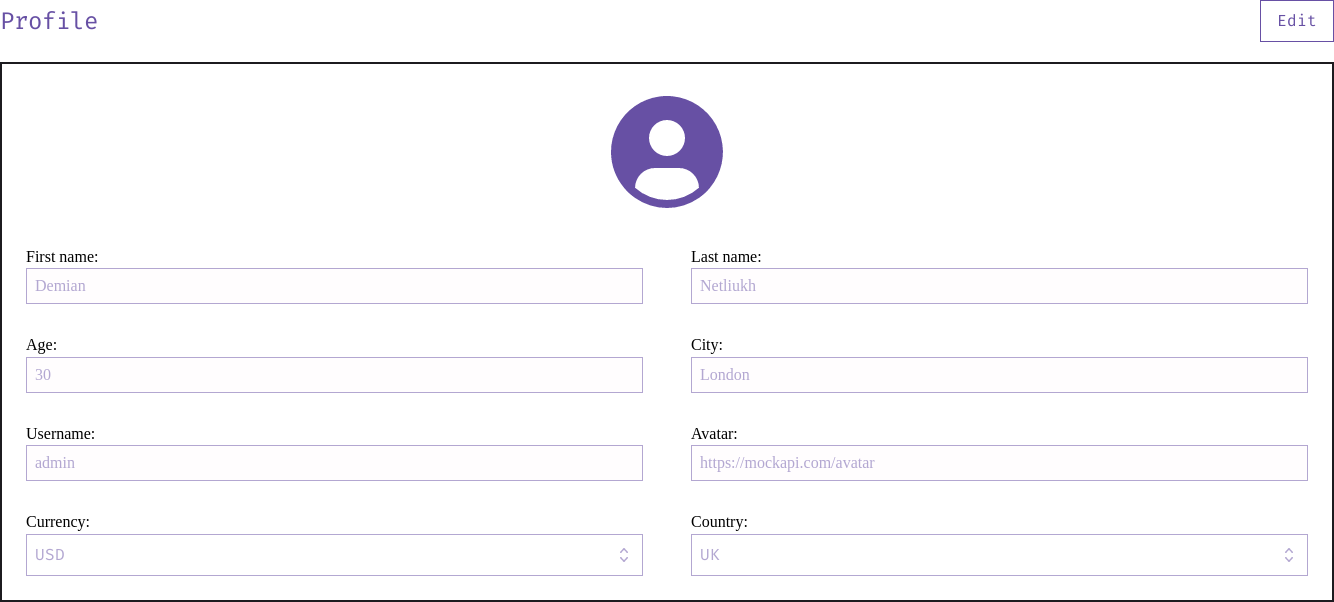 Profile
Edit
First name:
Last name:
Demian
Netliukh
Age:
City:
30
London
Username:
Avatar:
admin
https://mockapi.com/avatar
Currency:
Country:
USD
UK